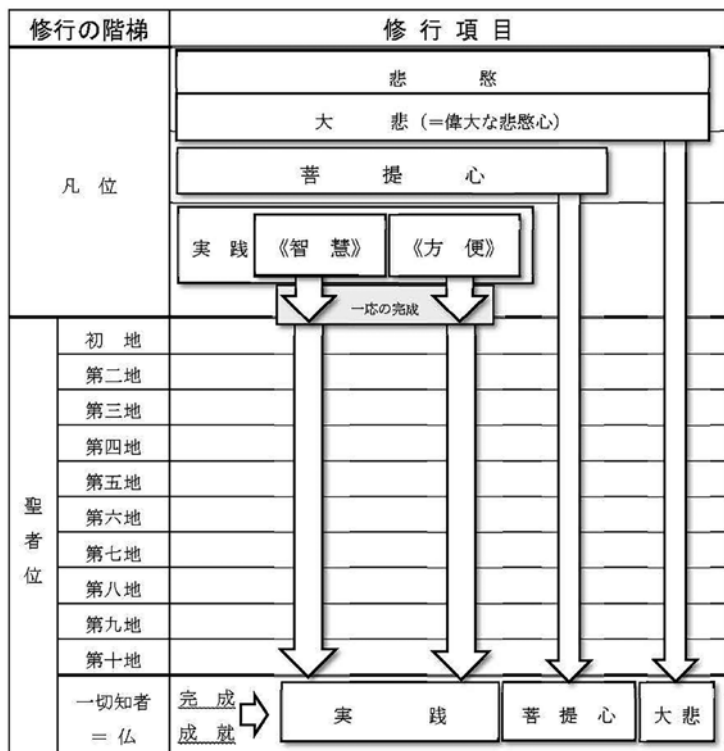 修行の階梯
修行項目
凡位
悲愍
大悲(=偉大な悲愍心)
菩提心
実践
《智慧》
《方便》
一応の完成
聖者位
初地
第二地
第三地
第四地
第五地
第六地
第七地
第八地
第九地
第十地
一切知者
=仏
完成
成就
実践
菩提心
大悲